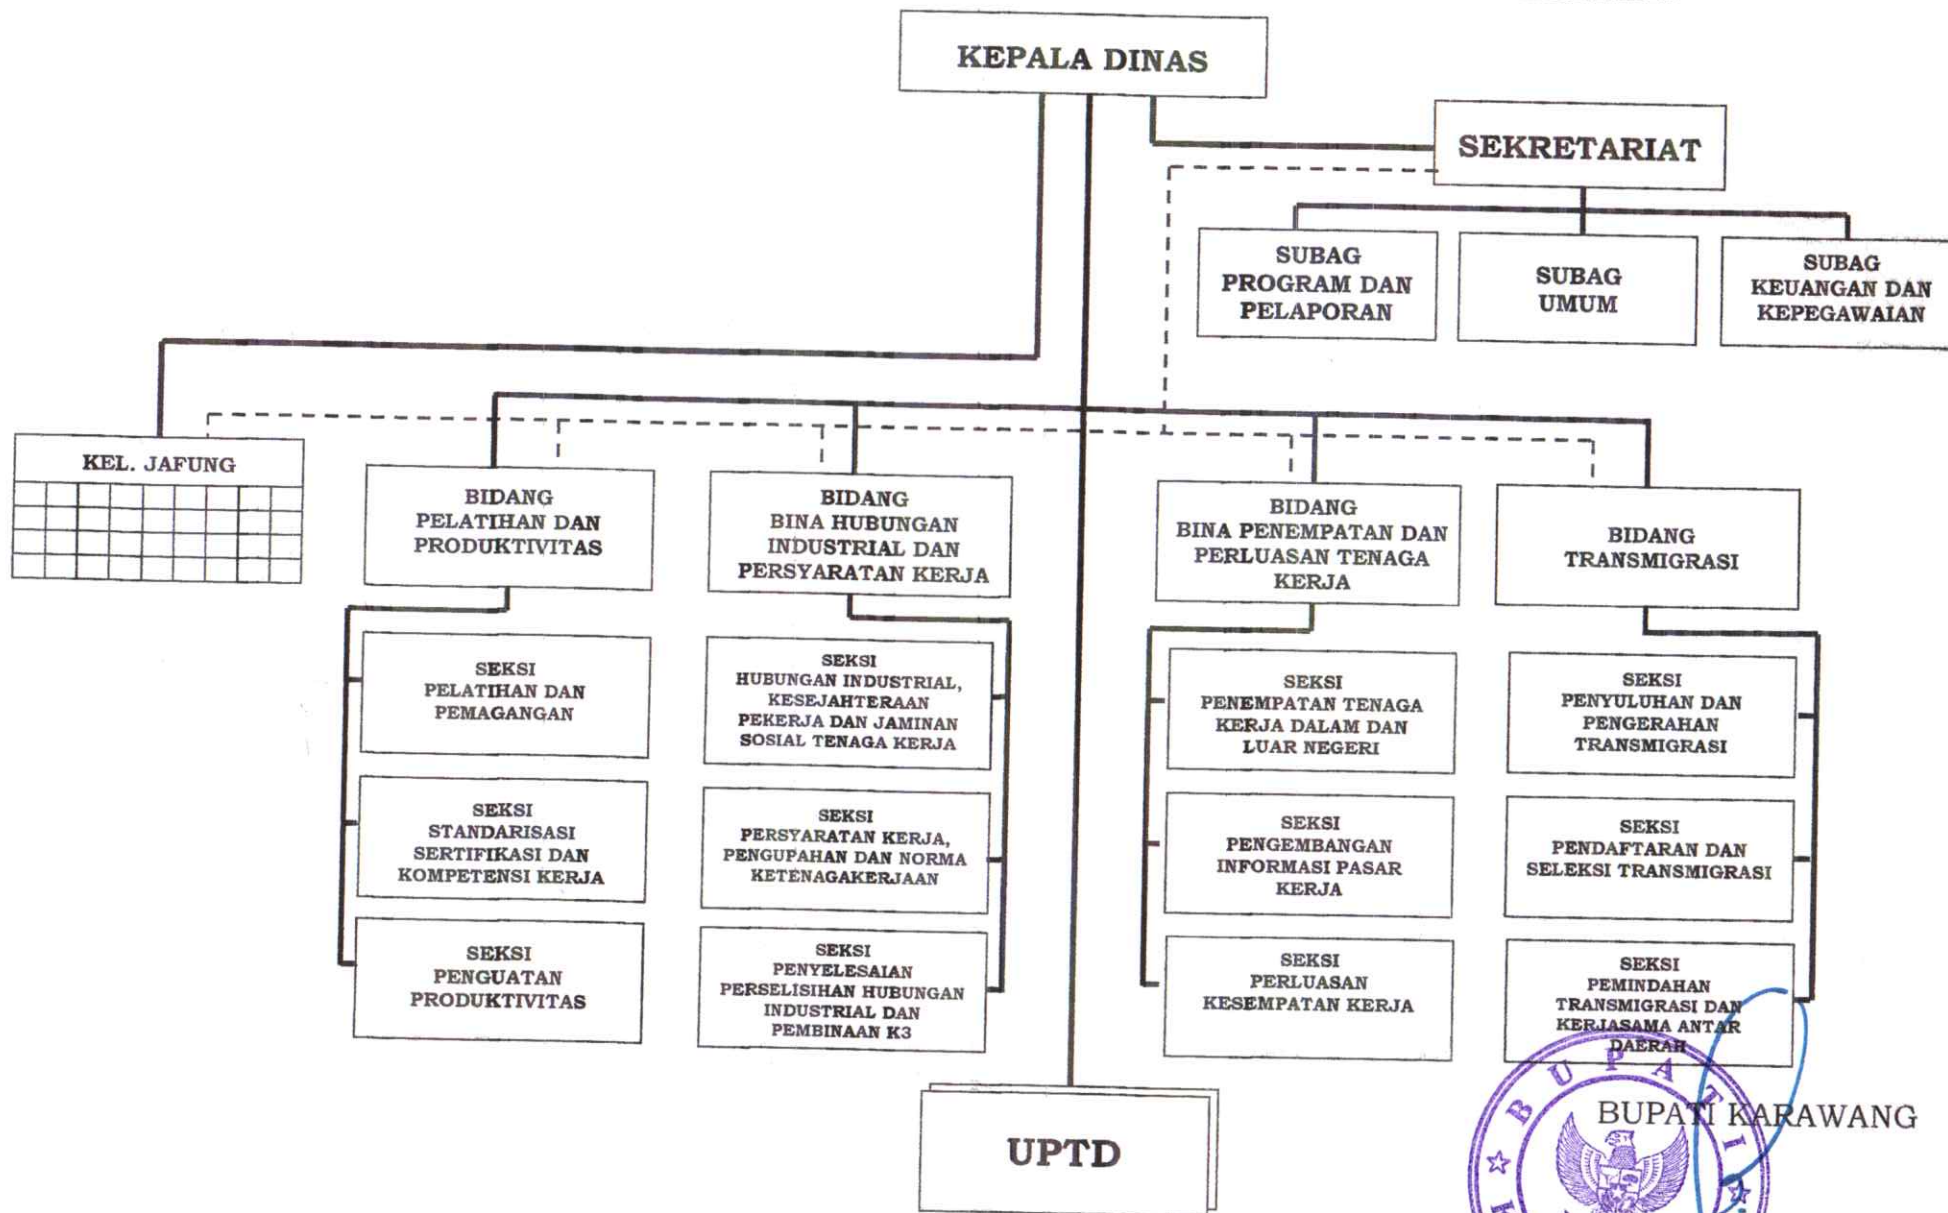 KEPALA DINAS
SEKRETARIAT
SUBAG
PROGRAM DAN
PELAPORAN
SUBAG
UMUM
SUBAG
KEUANGAN DAN
KEPEGAWAIAN
KEL. JAFUNG
BIDANG
PELATIHAN DAN
PRODUKTIVITAS
BIDANG
BINA HUBUNGAN
INDUSTRIAL DAN
PERSYARATAN KERJA
BIDANG
BINA PENEMPATAN DAN
PERLUASAN TENAGA
KERJA
BIDANG
TRANSMIGRASI
SEKSI
PELATIHAN DAN
PEMAGANGAN
SEKSI
STANDARISASI
SERTIFIKASI DAN
KOMPETENSI KERJA
SEKSI
PENGUATAN
PRODUKTIVITAS
SEKSI
HUBUNGAN INDUSTRIAL,
KESEJAHTERAAN
PEKERJA DAN JAMINAN
SOSIAL TENAGA KERJA
SEKSI
PERSYARATAN KERJA,
PENGUPAHAN DAN NORMA
KETENAGAKERJAAN
SEKSI
PENYELESAIAN
PERSELISIHAN HUBUNGAN
INDUSTRIAL DAN
PEMBINAAN K3
SEKSI
PENEMPATAN TENAGA
KERJA DALAM DAN
LUAR NEGERI
SEKSI
PENGEMBANGAN
INFORMASI PASAR
KERJA
SEKSI
PERLUASAN
KESEMPATAN KERJA
SEKSI
PENYULUHAN DAN
PENGERAHAN
TRANSMIGRASI
SEKSI
PENDAFTARAN DAN
SELEKSI TRANSMIGRASI
SEKSI
PEMINDAHAN
TRANSMIGRASI DAN
KERJASAMA ANTAR
DAERAH
UPTD
BUPATI KARAWANG
BUPATI